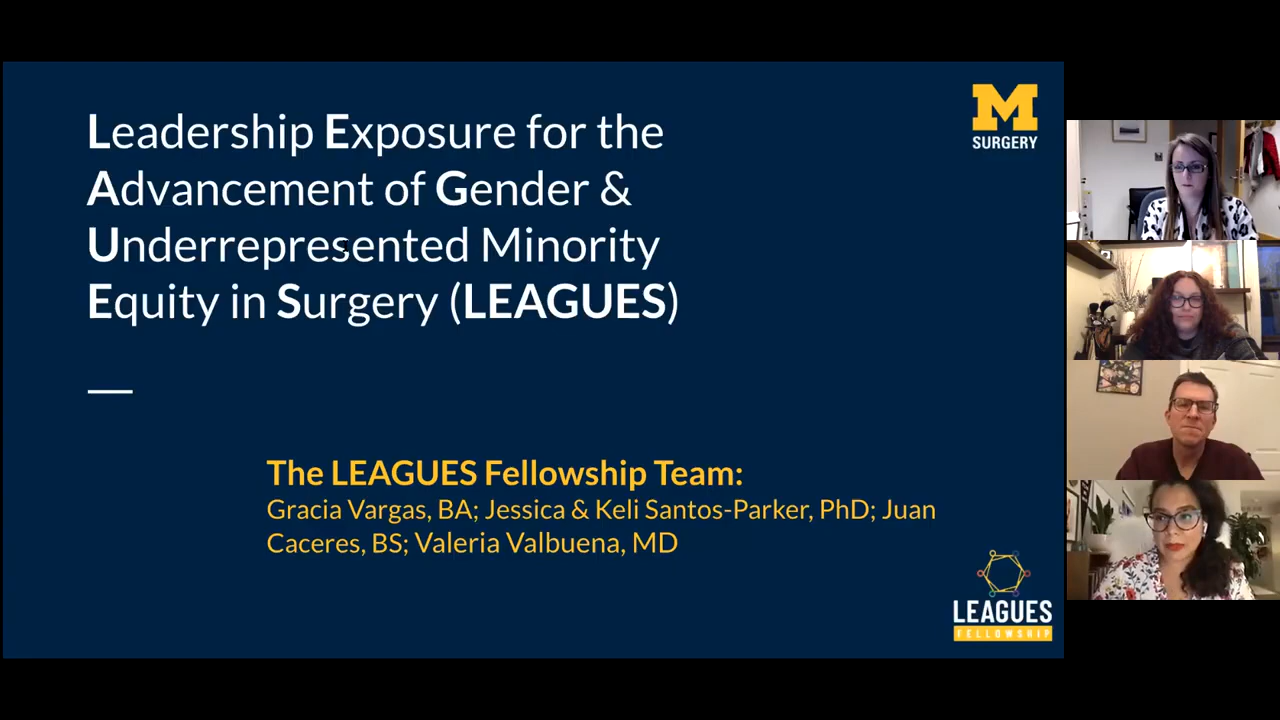 Leadership Exposure for the
Advancement of Gender &
Underrepresented Minority
Equity in Surgery (LEAGUES)
M
SURGERY
The LEAGUES Fellowship Team:
Gracia Vargas, BA; Jessica & Keli Santos-Parker, PhD; Juan
Caceres, BS; Valeria Valbuena, MD
LEAGUES
FELLOWSHIP